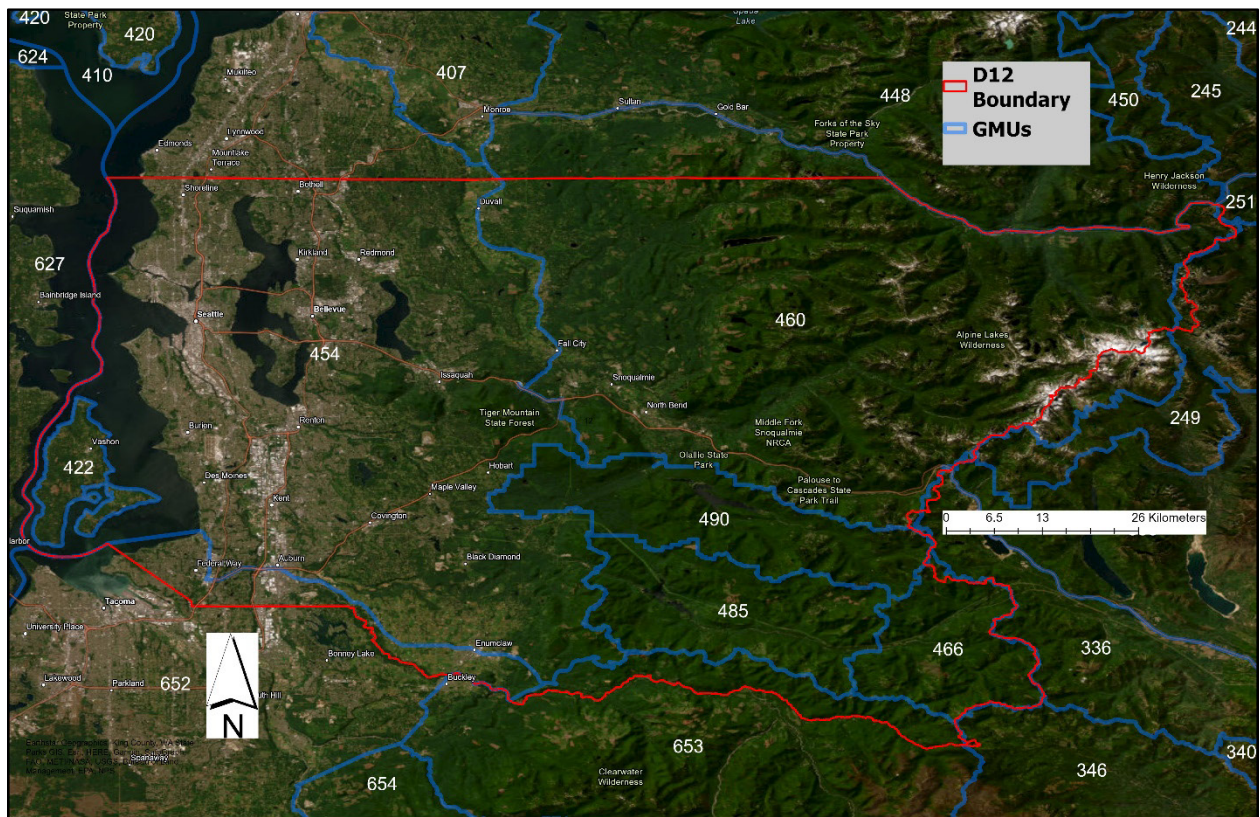 420
State Park
Property
420
624
410
Mukilteo
407
448
244
245
450
D12
Boundary
GMUs
Monroe
Sultan
Gold Bar
Forks of the Sky
State Park
Property
Lynnwood
Edmonds
Mountlake
Terrace
Bothell
Shoreline
Henry Jackson
Wilderness
251
Squamish
Duvall
627
Kirkland
Redmond
Bainbridge Island
Seattle
Bellevue
454
460
Alpine Lakes
Wilderness
Fall City
Issaquah
Snoqualmie
North Bend
Tiger Mountain
State Forest
Middle Fork
Snoqualmie
NRCA
249
Burien
Renton
Vashon
422
Hobart
Olallie State
Park
Des Moines
Maple Valley
Palouse to
Cascades State
Park Trail
Kent
Covington
490
0 6.5 13 26 Kilometers
Federal Way
Auburn
Black Diamond
Tacoma
485
University Place
466
336
Enumclaw
Bonney Lake
Buckley
Lakewood
Parkland
652
N
653
654
Clearwater
Wilderness
346
340